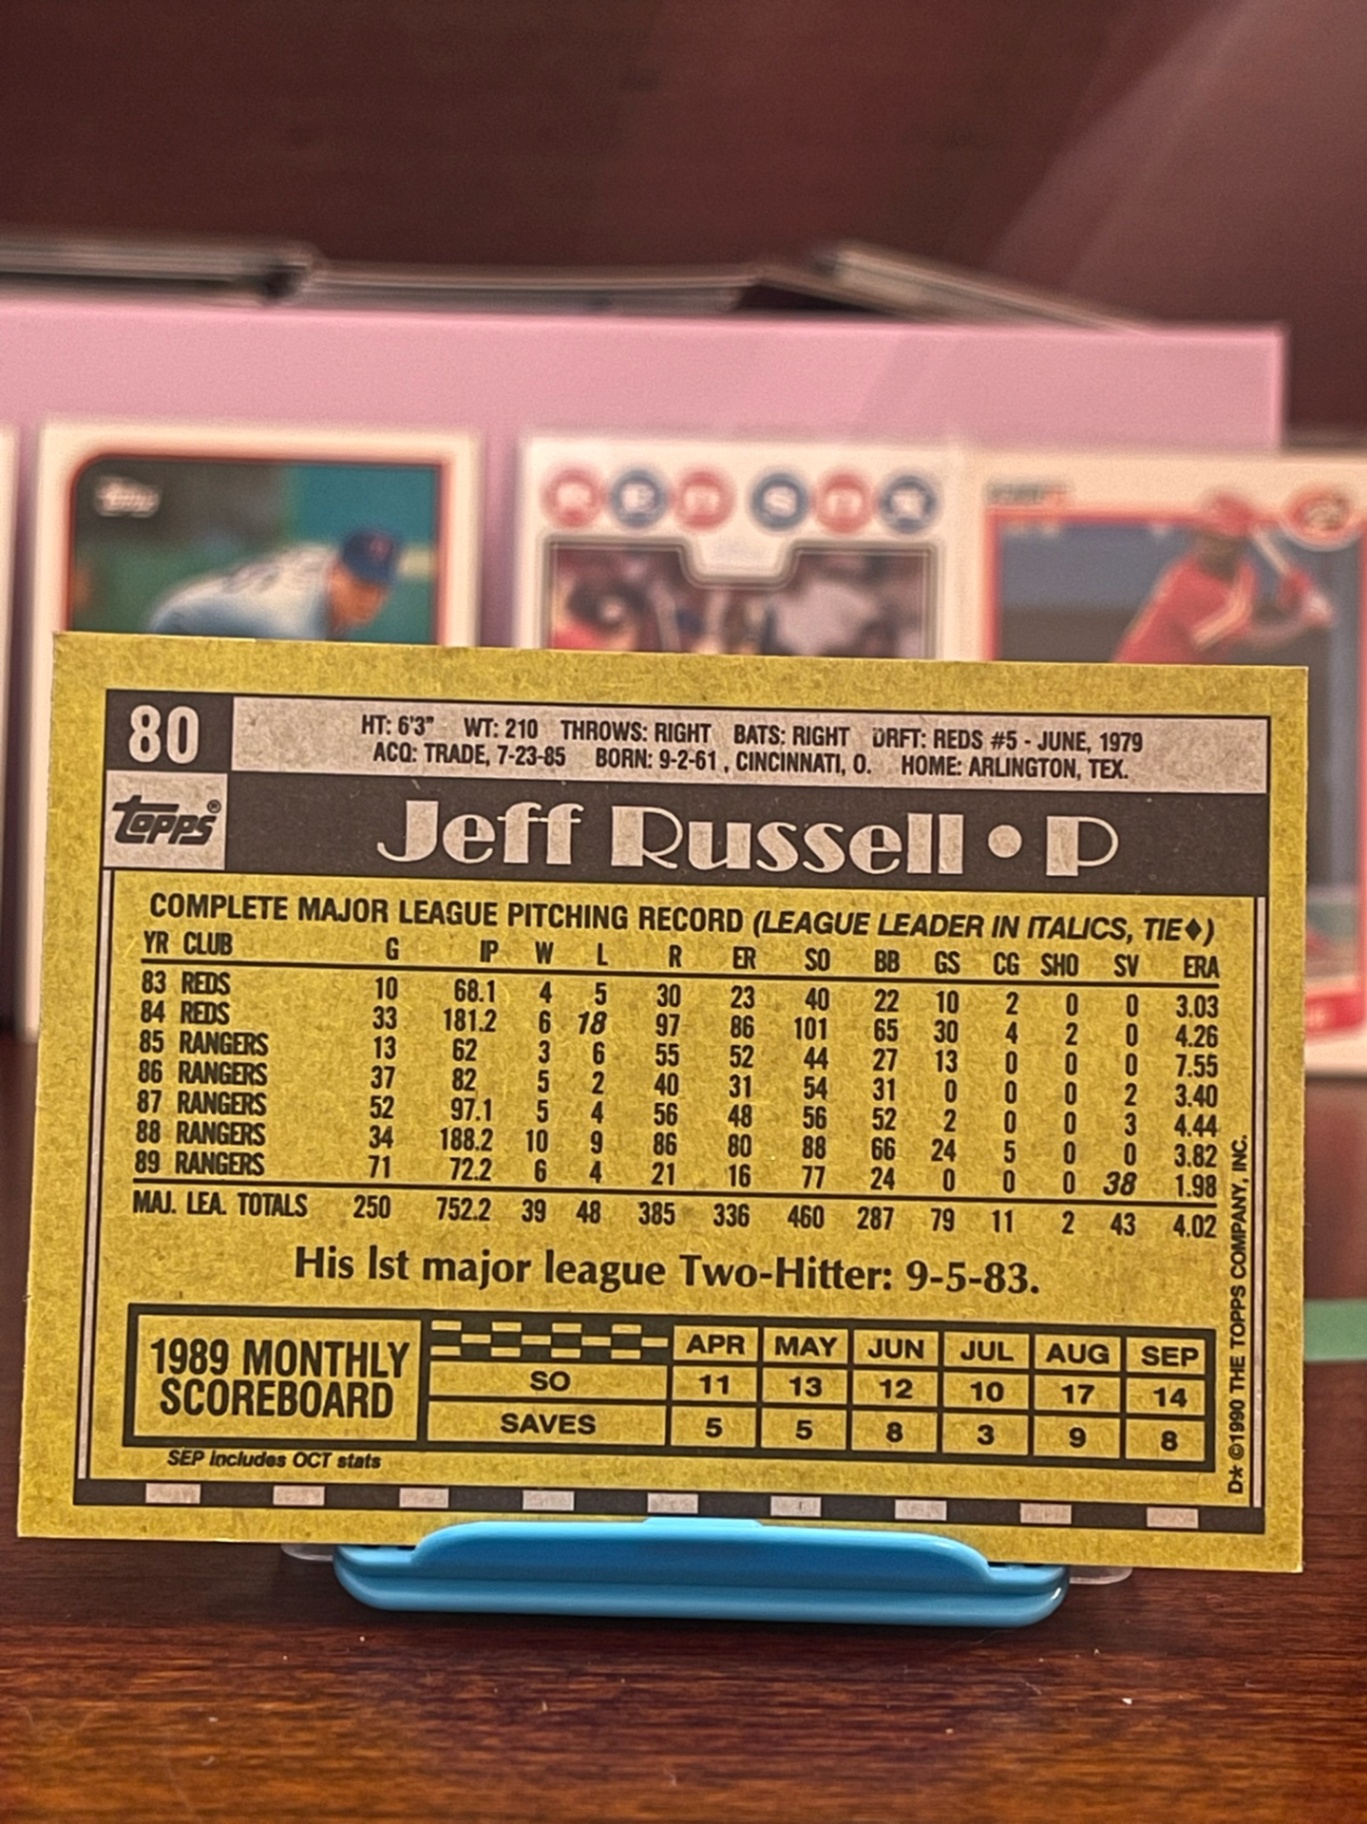 Topps
RED SOX
80
HT: 6'3" WT: 210 THROWS: RIGHT BATS: RIGHT DRFT: REDS #5 - JUNE, 1979
ACQ: TRADE, 7-23-85 BORN: 9-2-61 , CINCINNATI, O. HOME: ARLINGTON, TEX.
Topps®
Jeff Russell • P
COMPLETE MAJOR LEAGUE PITCHING RECORD (LEAGUE LEADER IN ITALICS, TIE♦)
YR CLUB G IP W L R ER SO BB GS CG SHO SV ERA
83 REDS 10 68.1 4 5 30 23 40 22 10 2 0 0 3.03
84 REDS 33 181.2 6 18 97 86 101 65 30 4 2 0 4.26
85 RANGERS 13 62 3 6 55 52 44 27 13 0 0 0 7.55
86 RANGERS 37 82 5 2 40 31 54 31 0 0 0 2 3.40
87 RANGERS 52 97.1 5 4 56 48 56 52 2 0 0 3 4.44
88 RANGERS 34 188.2 10 9 86 80 88 66 24 5 0 0 3.82
89 RANGERS 71 72.2 6 4 21 16 77 24 0 0 0 38 1.98
MAJ. LEA. TOTALS 250 752.2 39 48 385 336 460 287 79 11 2 43 4.02
His lst major league Two-Hitter: 9-5-83.
1989 MONTHLY
SCOREBOARD
APR MAY JUN JUL AUG SEP
SO 11 13 12 10 17 14
SAVES 5 5 8 3 9 8
SEP includes OCT stats
D* ©1990 THE TOPPS COMPANY, INC.